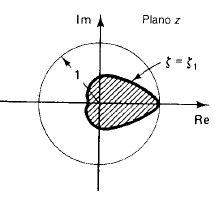 Im
Plano z
ζ = ζ₁
1
Re